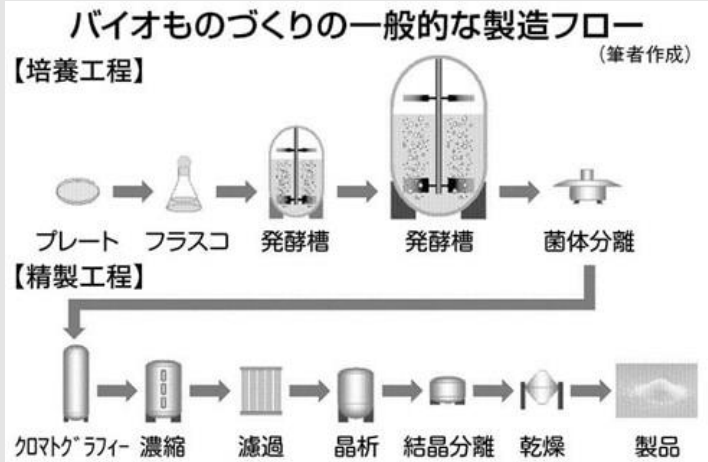 バイオものづくりの一般的な製造フロー
（筆者作成）
【培養工程】
プレート フラスコ 発酵槽 発酵槽 菌体分離
【精製工程】
クロマトグラフィー 濃縮 濾過 晶析 結晶分離 乾燥 製品